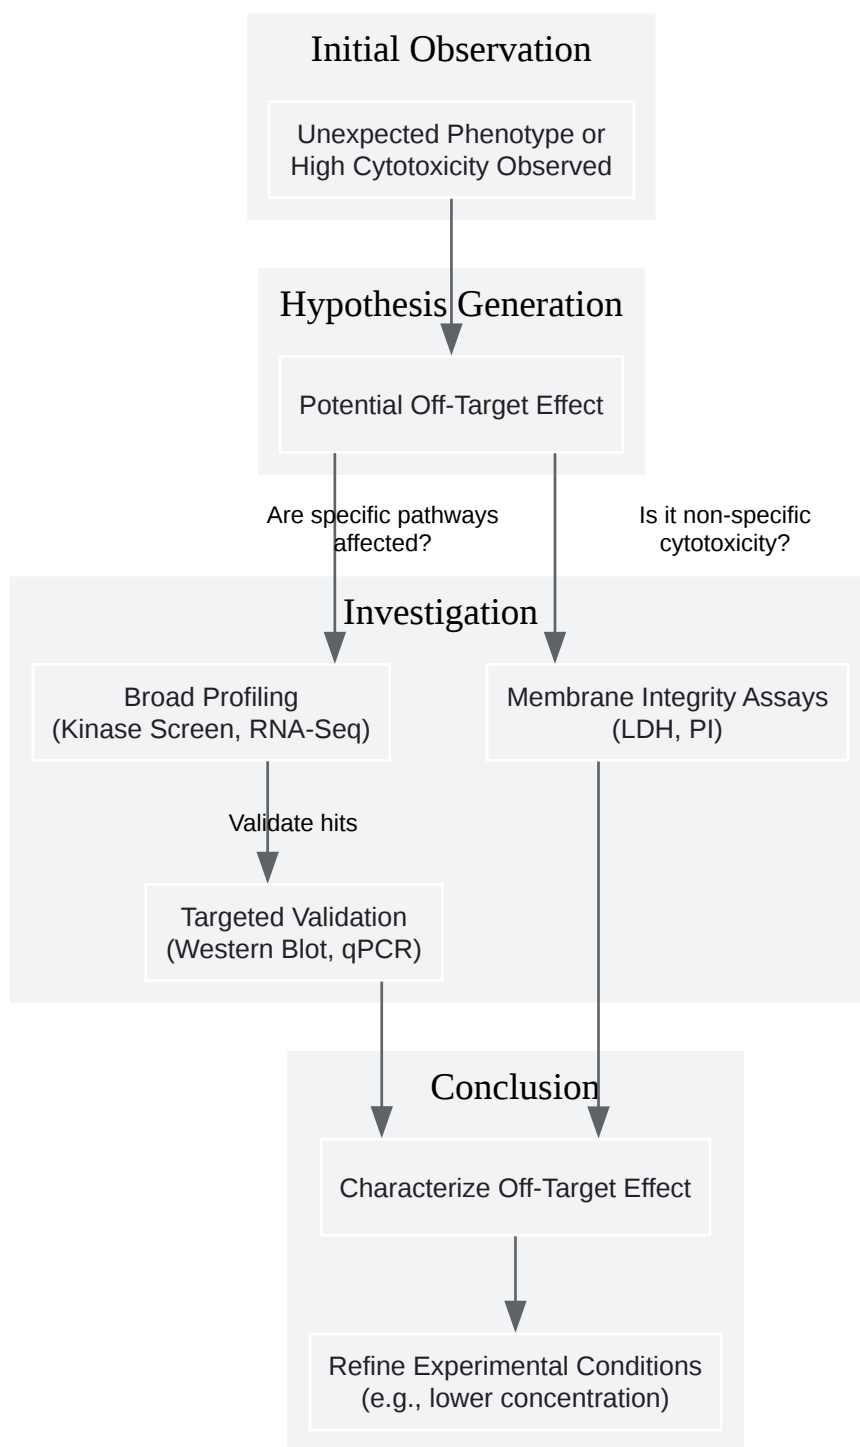 Initial Observation
Unexpected Phenotype or
High Cytotoxicity Observed
Hypothesis Generation
Potential Off-Target Effect
Are specific pathways
affected?
Is it non-specific
cytotoxicity?
Investigation
Broad Profiling
(Kinase Screen, RNA-Seq)
Membrane Integrity Assays
(LDH, PI)
Validate hits
Targeted Validation
(Western Blot, qPCR)
Conclusion
Characterize Off-Target Effect
Refine Experimental Conditions
(e.g., lower concentration)